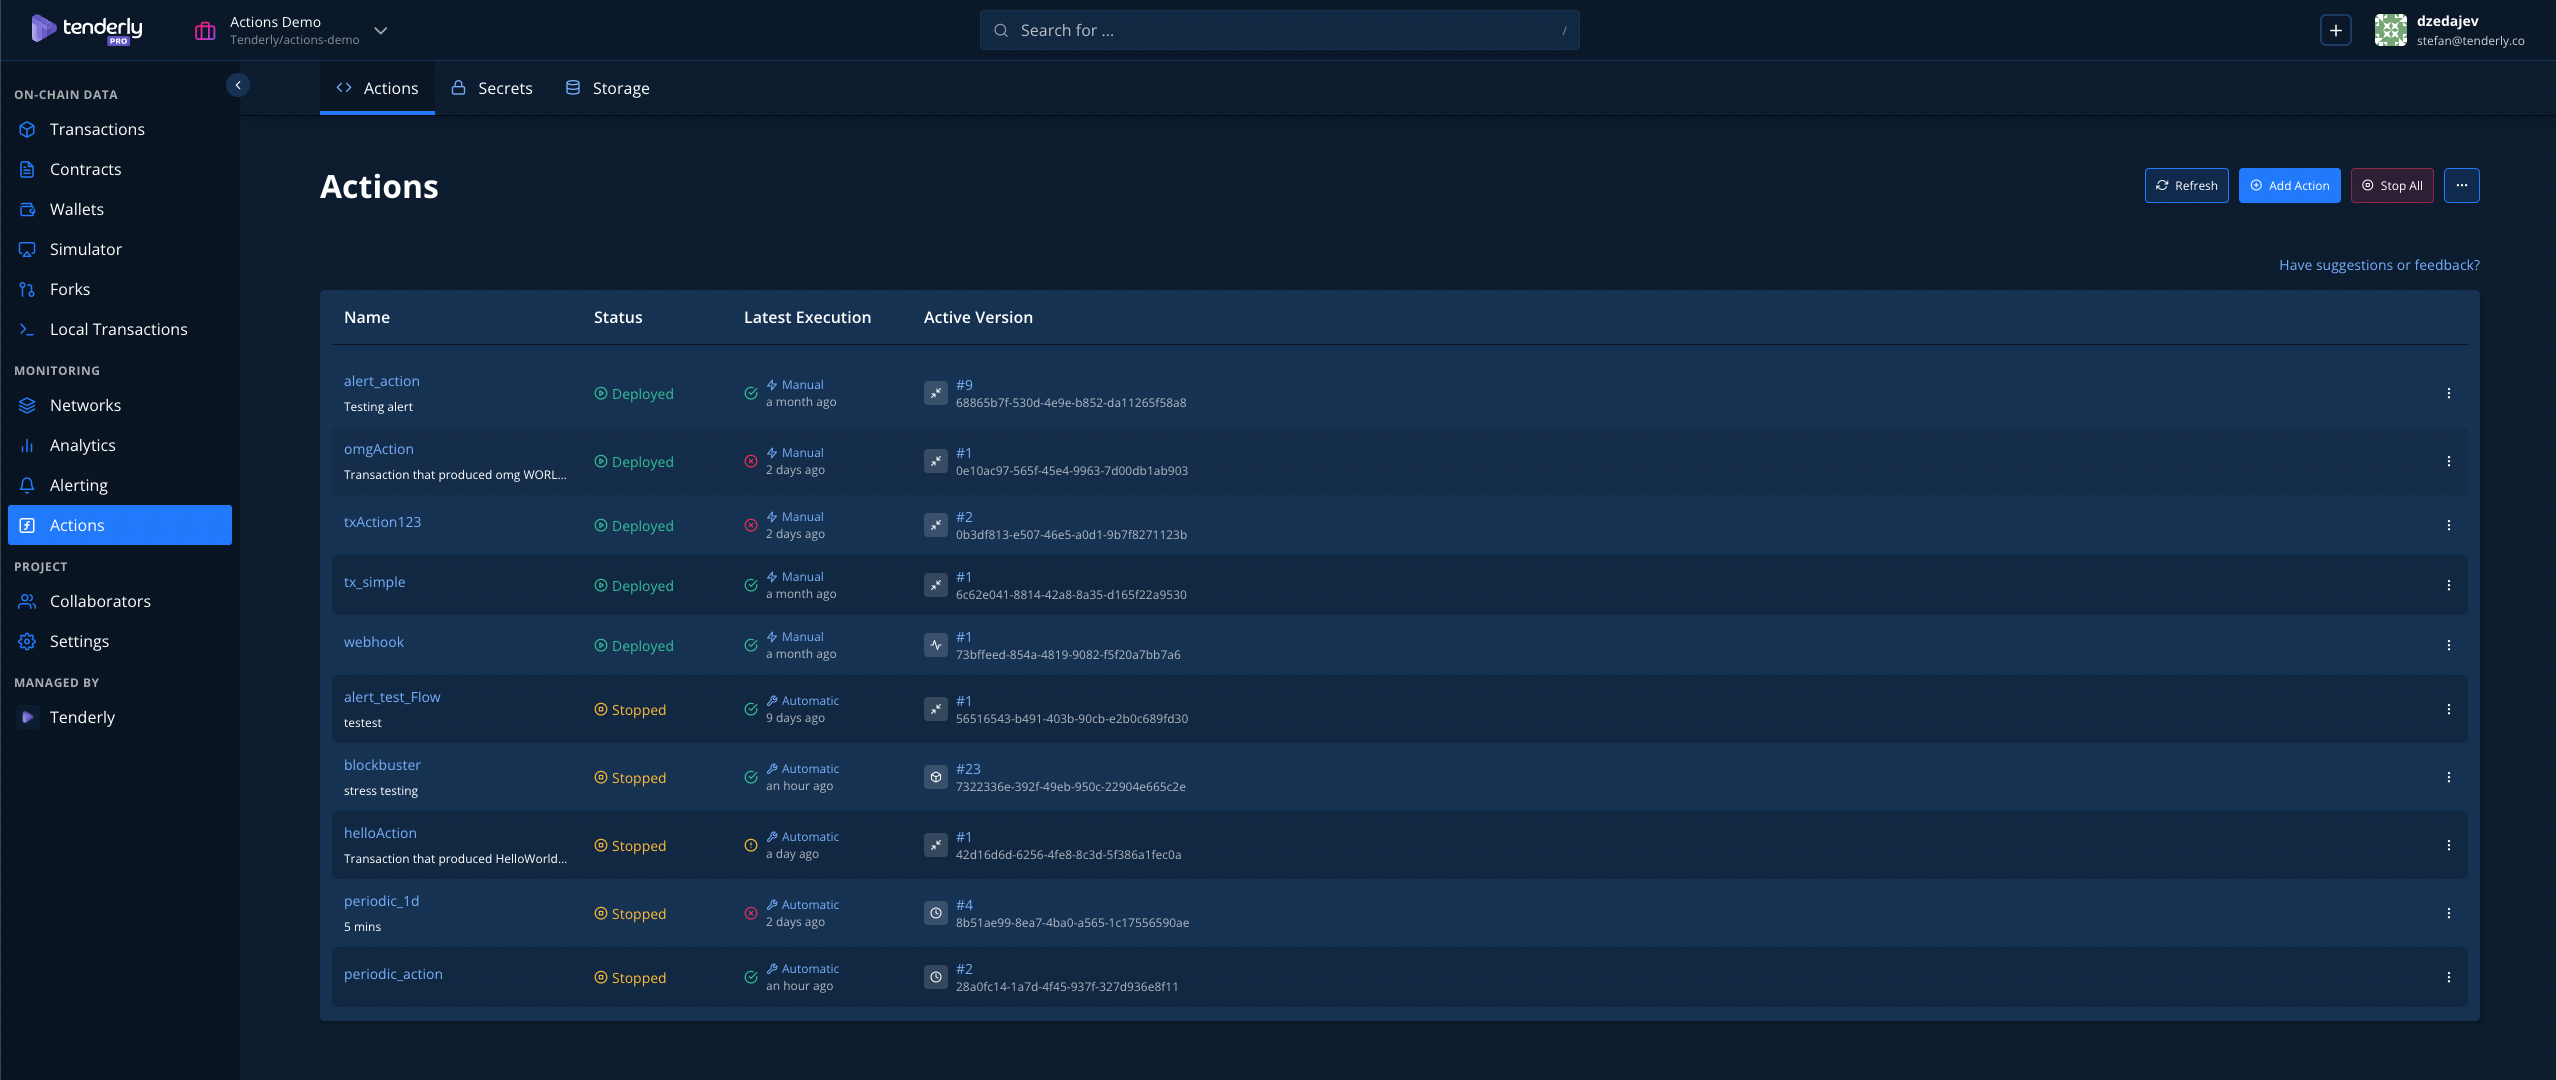 tenderly
PRO
Actions Demo
Tenderly/actions-demo
Search for ...
/
dzedajev
stefan@tenderly.co
ON-CHAIN DATA
Transactions
Contracts
Wallets
Simulator
Forks
Local Transactions
MONITORING
Networks
Analytics
Alerting
Actions
PROJECT
Collaborators
Settings
MANAGED BY
Tenderly
Actions
Secrets
Storage
Actions
Refresh
Add Action
Stop All
Have suggestions or feedback?
Name Status Latest Execution Active Version
alert_action
Testing alert
Deployed
Manual
a month ago
#9
68865b7f-530d-4e9e-b852-da11265f58a8
omgAction
Transaction that produced omg WORL...
Deployed
Manual
2 days ago
#1
0e10ac97-565f-45e4-9963-7d00db1ab903
txAction123
Deployed
Manual
2 days ago
#2
0b3df813-e507-46e5-a0d1-9b7f8271123b
tx_simple
Deployed
Manual
a month ago
#1
6c62e041-8814-42a8-8a35-d165f22a9530
webhook
Deployed
Manual
a month ago
#1
73bffeed-854a-4819-9082-f5f20a7bb7a6
alert_test_Flow
testest
Stopped
Automatic
9 days ago
#1
56516543-b491-403b-90cb-e2b0c689fd30
blockbuster
stress testing
Stopped
Automatic
an hour ago
#23
7322336e-392f-49eb-950c-22904e665c2e
helloAction
Transaction that produced HelloWorld...
Stopped
Automatic
a day ago
#1
42d16d6d-6256-4fe8-8c3d-5f386a1fec0a
periodic_1d
5 mins
Stopped
Automatic
2 days ago
#4
8b51ae99-8ea7-4ba0-a565-1c17556590ae
periodic_action
Stopped
Automatic
an hour ago
#2
28a0fc14-1a7d-4f45-937f-327d936e8f11